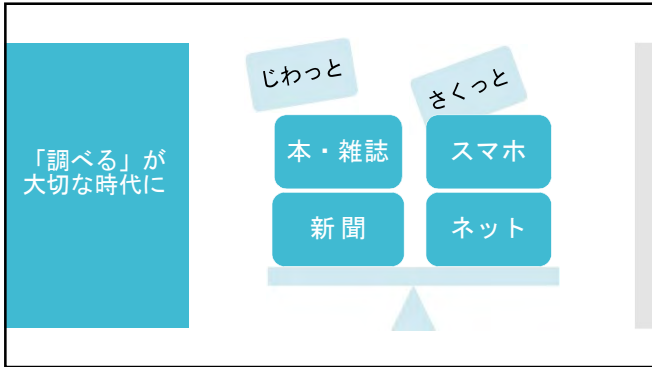 「調べる」が
大切な時代に
じわっと
さくっと
本・雑誌
スマホ
新聞
ネット